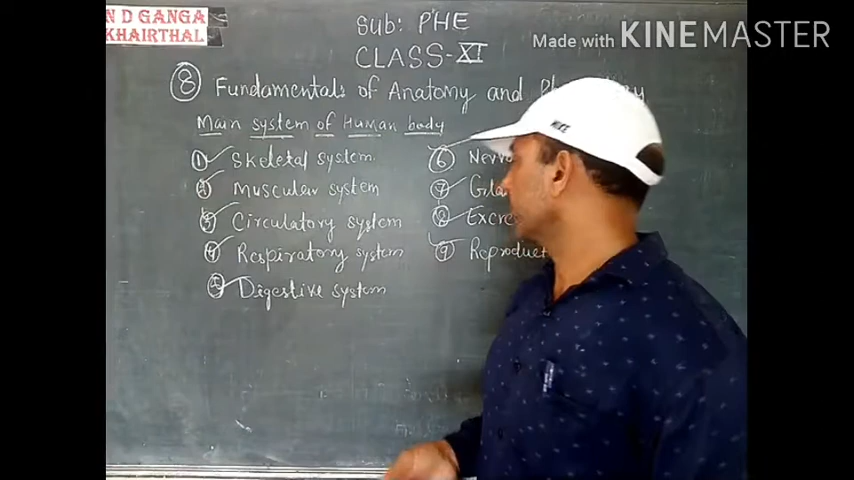 N D GANGA
KHAIRTHAL
Made with KINEMASTER
Sub: PHE
CLASS-XI
8 Fundamentals of Anatomy and
Main system of Human body
1 Skeletal system
2 Muscular system
3 Circulatory system
4 Respiratory system
5 Digestive system
6
7
8
9
NIKE